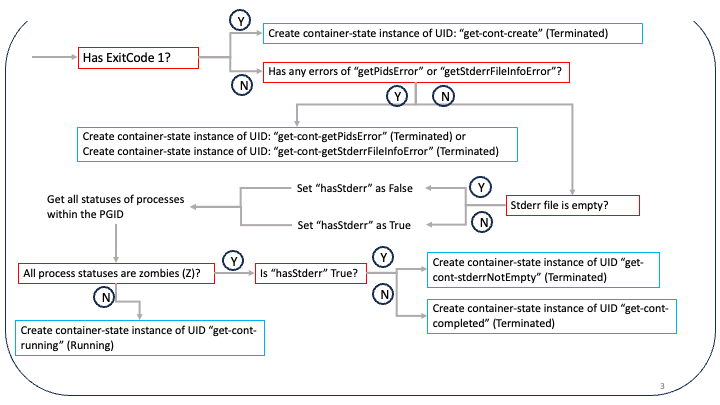 Y
Create container-state instance of UID: “get-cont-create” (Terminated)
Has ExitCode 1?
Has any errors of “getPidsError” or “getStderrFileInfoError”?
N
Y
N
Create container-state instance of UID: “get-cont-getPidsError” (Terminated) or
Create container-state instance of UID: “get-cont-getStderrFileInfoError” (Terminated)
Set “hasStderr” as False
Y
Get all statuses of processes
within the PGID
Stderr file is empty?
Set “hasStderr” as True
N
All process statuses are zombies (Z)?
Y
Is “hasStderr” True?
Y
Create container-state instance of UID “get-
cont-stderrNotEmpty” (Terminated)
N
N
Create container-state instance of UID “get-cont-
completed” (Terminated)
Create container-state instance of UID “get-cont-
running” (Running)
3